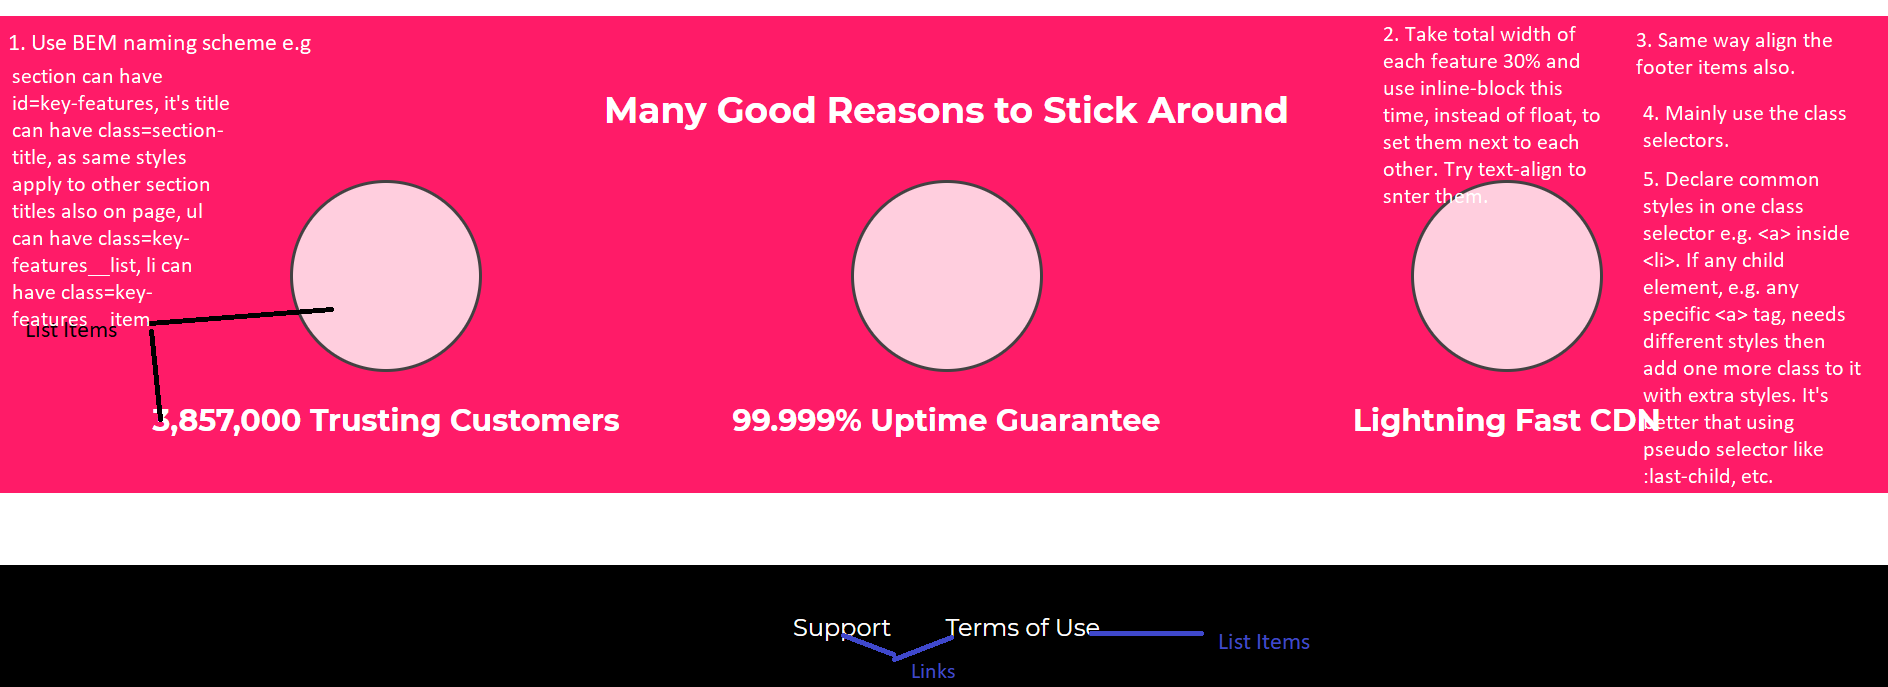 1. Use BEM naming scheme e.g
section can have
id=key-features, it's title
can have class=section-
title, as same styles
apply to other section
titles also on page, ul
can have class=key-
features__list, li can
have class=key-
features__item
List Items
Many Good Reasons to Stick Around
2. Take total width of
each feature 30% and
use inline-block this
time, instead of float, to
set them next to each
other. Try text-align to
snter them.
3. Same way align the
footer items also.
4. Mainly use the class
selectors.
5. Declare common
styles in one class
selector e.g. <a> inside
<li>. If any child
element, e.g. any
specific <a> tag, needs
different styles then
add one more class to it
with extra styles. It's
better that using
pseudo selector like
:last-child, etc.
3,857,000 Trusting Customers
99.999% Uptime Guarantee
Lightning Fast CDN
Support
Terms of Use
List Items
Links